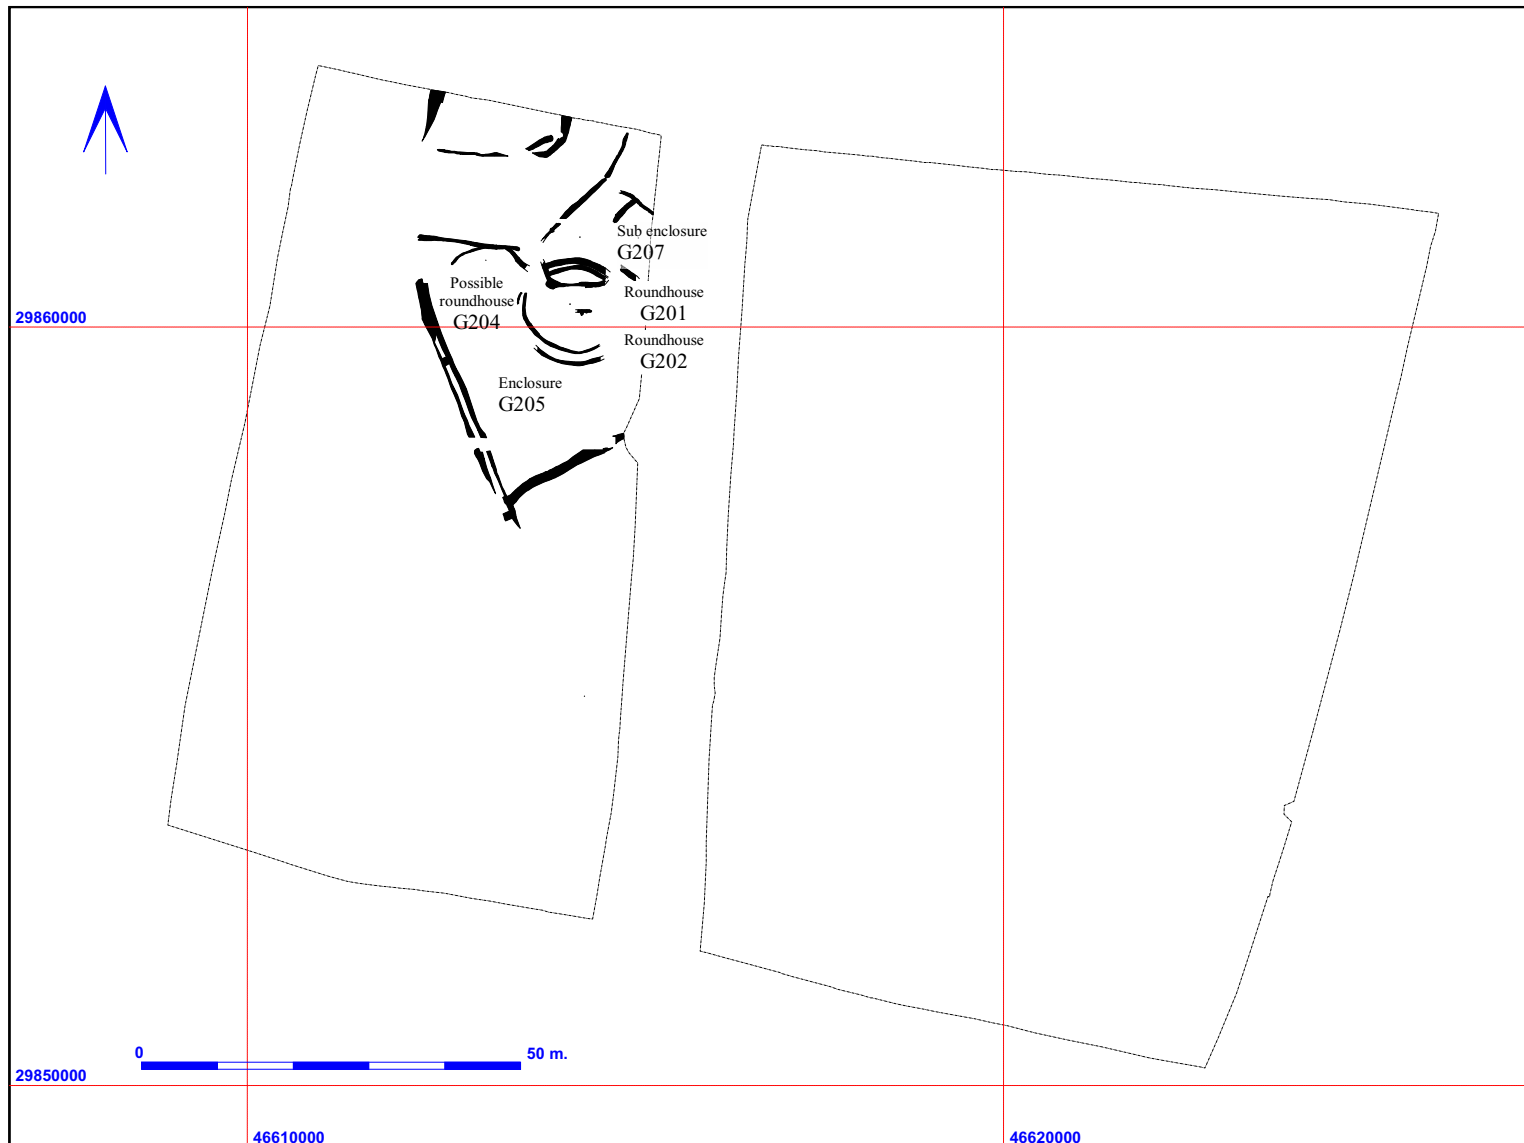 Sub enclosure
G207
Possible
roundhouse
G204
Roundhouse
G201
29860000
Roundhouse
G202
Enclosure
G205
0
50 m.
29850000
46610000
46620000